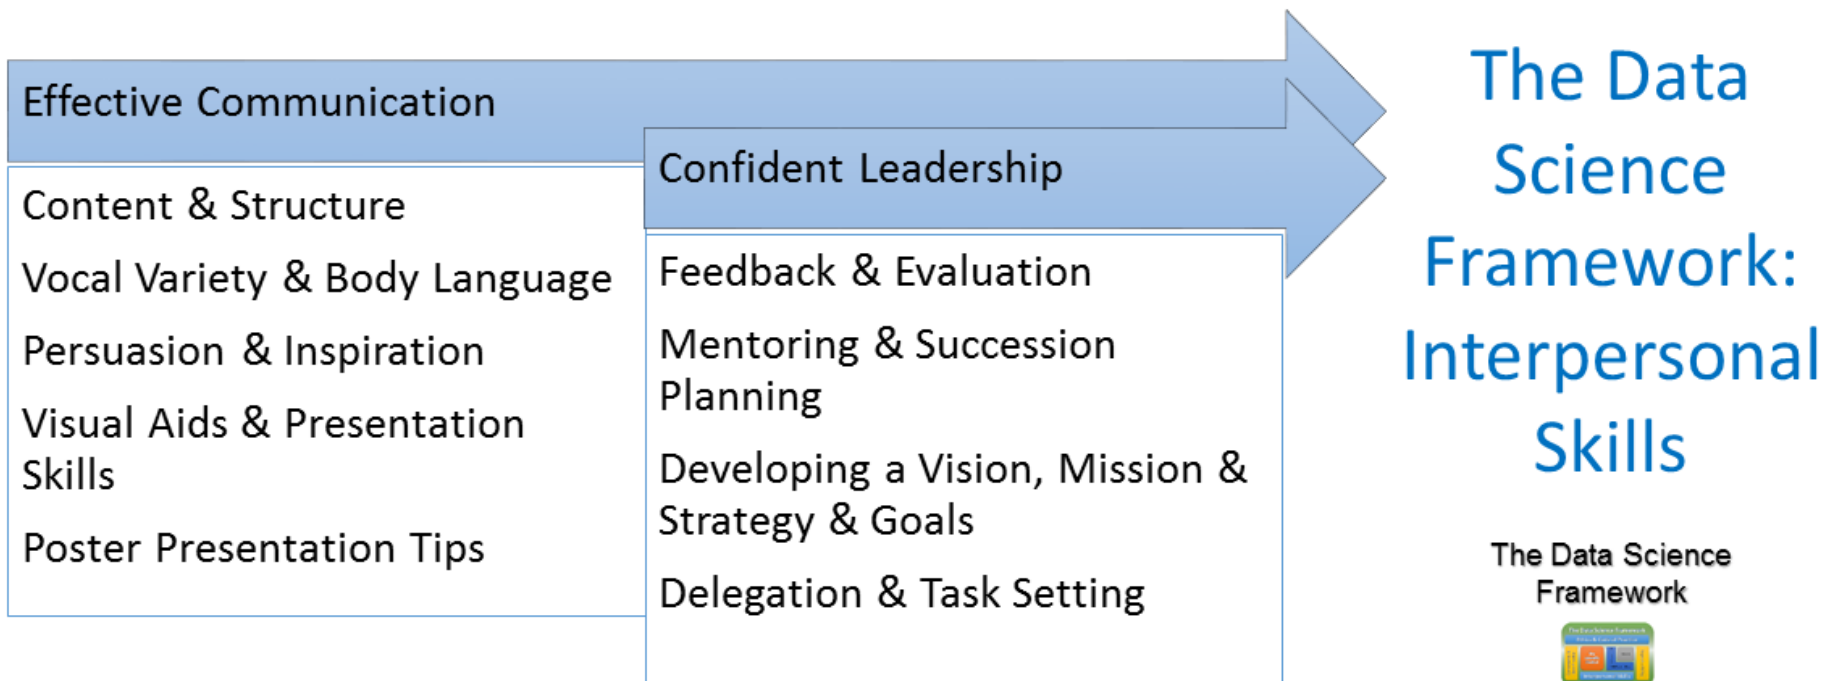 Effective Communication
Content & Structure
Vocal Variety & Body Language
Persuasion & Inspiration
Visual Aids & Presentation
Skills
Poster Presentation Tips
Confident Leadership
Feedback & Evaluation
Mentoring & Succession
Planning
Developing a Vision, Mission &
Strategy & Goals
Delegation & Task Setting
The Data
Science
Framework:
Interpersonal
Skills
The Data Science
Framework